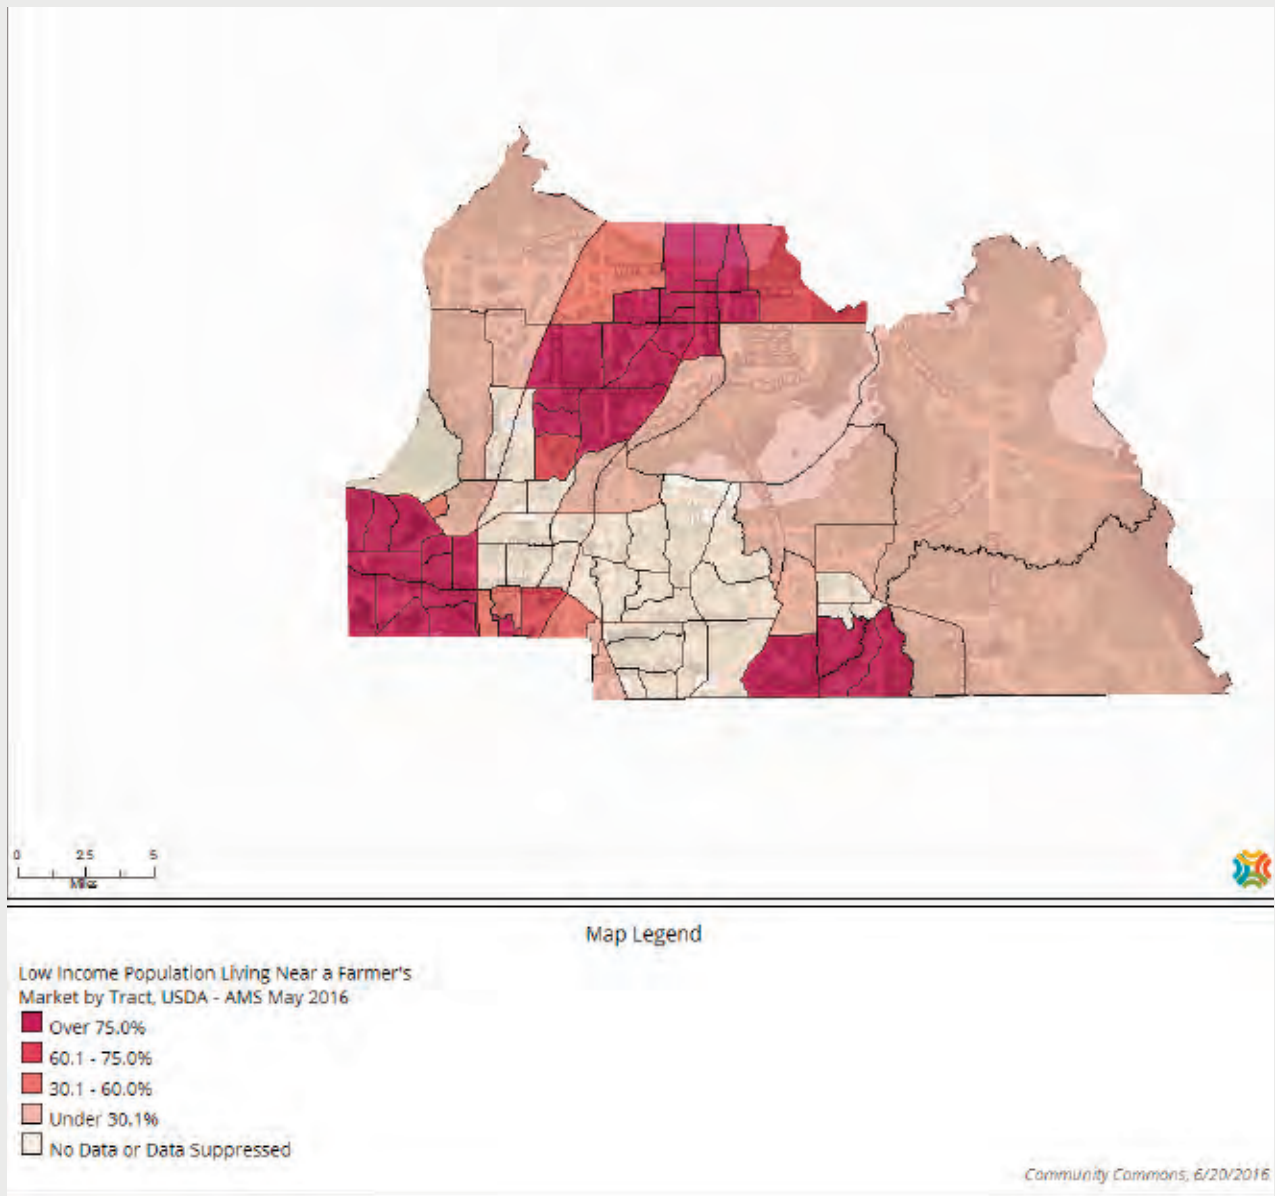 0 2.5 5
Miles
Map Legend
Low Income Population Living Near a Farmer's
Market by Tract, USDA - AMS May 2016
Over 75.0%
60.1 - 75.0%
30.1 - 60.0%
Under 30.1%
No Data or Data Suppressed
Community Commons, 6/20/2016